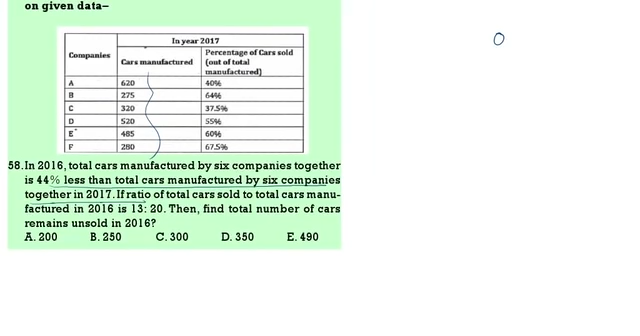 on given data–
In year 2017
Companies
Cars manufactured
Percentage of Cars sold
(out of total
manufactured)
A 620 40%
B 275 64%
C 320 37.5%
D 520 55%
E 485 60%
F 280 67.5%
58.In 2016, total cars manufactured by six companies together
is 44% less than total cars manufactured by six companies
together in 2017. If ratio of total cars sold to total cars manu-
factured in 2016 is 13: 20. Then, find total number of cars
remains unsold in 2016?
A. 200 B. 250 C. 300 D. 350 E. 490